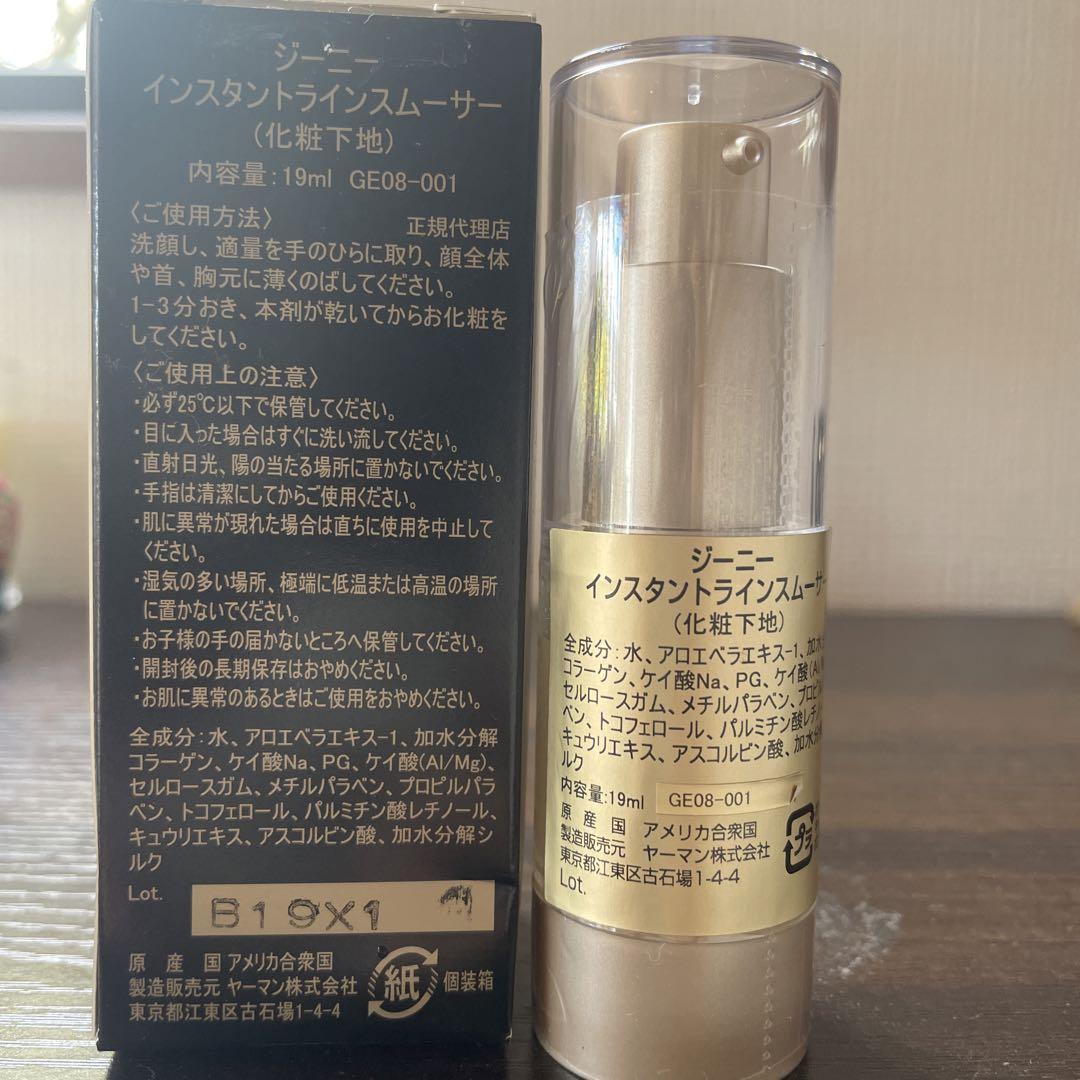 ジーニー
インスタントラインスムーサー
(化粧下地)
内容量:19ml GE08-001
〈ご使用方法〉 正規代理店
洗顔し、適量を手のひらに取り、顔全体
や首、胸元に薄くのばしてください。
1-3分おき、本剤が乾いてからお化粧を
してください。
〈ご使用上の注意〉
・必ず25℃以下で保管してください。
・目に入った場合はすぐに洗い流してください。
・直射日光、陽の当たる場所に置かないでください。
・手指は清潔にしてからご使用ください。
・肌に異常が現れた場合は直ちに使用を中止して
ください。
・湿気の多い場所、極端に低温または高温の場所
に置かないでください。
・お子様の手の届かないところへ保管してください。
・開封後の長期保存はおやめください。
・お肌に異常のあるときはご使用をおやめください。
全成分:水、アロエベラエキス-1、加水分解
コラーゲン、ケイ酸Na、PG、ケイ酸(Al/Mg)、
セルロースガム、メチルパラベン、プロピルパラ
ベン、トコフェロール、パルミチン酸レチノール、
キュウリエキス、アスコルビン酸、加水分解シ
ルク
Lot.
B19X1
原産国 アメリカ合衆国
製造販売元 ヤーマン株式会社
東京都江東区古石場1-4-4
紙 個装箱
ジーニー
インスタントラインスムーサー
(化粧下地)
全成分:水、アロエベラエキス-1、加水
コラーゲン、ケイ酸Na、PG、ケイ酸(Al/M
セルロースガム、メチルパラベン、プロピ
ベン、トコフェロール、パルミチン酸レチノー
キュウリエキス、アスコルビン酸、加水分
ルク
内容量:19ml GE08-001
原産国 アメリカ合衆国
製造販売元 ヤーマン株式会社
東京都江東区古石場1-4-4
Lot.
プラ